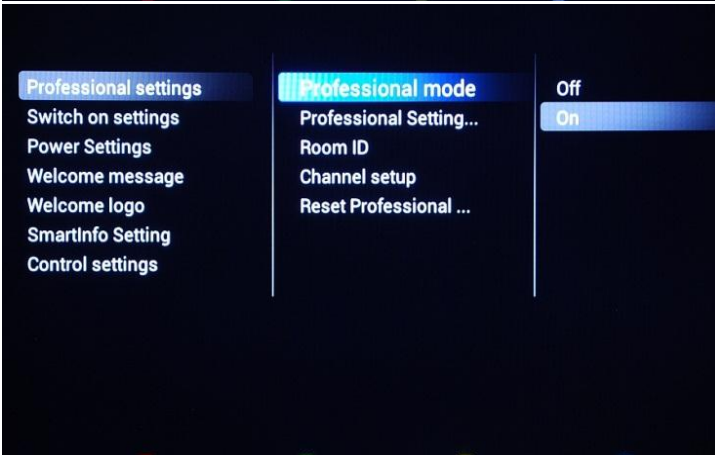 Professional settings
Switch on settings
Power Settings
Welcome message
Welcome logo
SmartInfo Setting
Control settings
Professional mode
Professional Setting...
Room ID
Channel setup
Reset Professional ...
Off
On